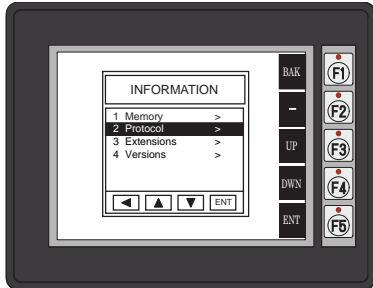 INFORMATION
1 Memory >
2 Protocol >
3 Extensions >
4 Versions >
ENT
BAK
–
UP
DWN
ENT
F1
F2
F3
F4
F5